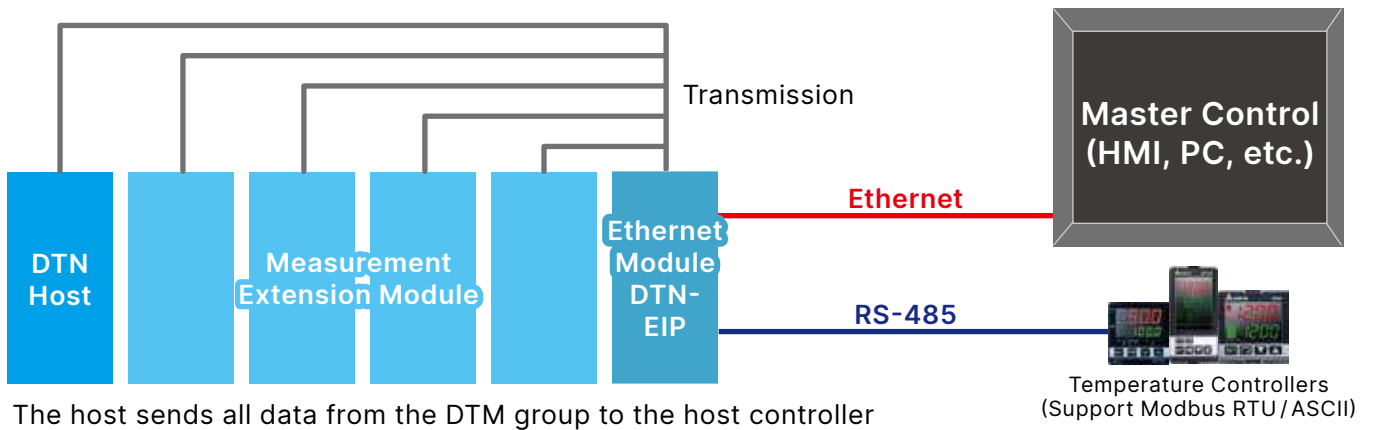 Transmission
Master Control
(HMI, PC, etc.)
Ethernet
DTN
Host
Measurement
Extension Module
Ethernet
Module
DTN-
EIP
RS-485
Temperature Controllers
(Support Modbus RTU/ASCII)
The host sends all data from the DTM group to the host controller